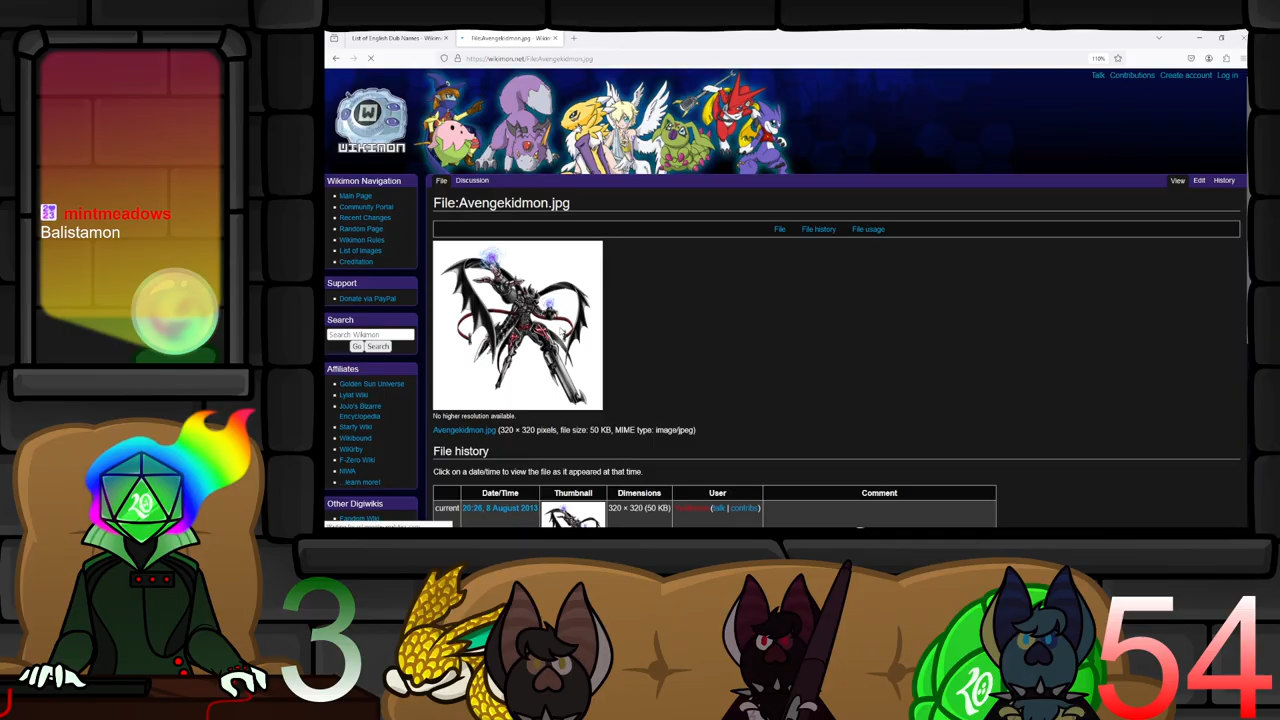 List of English Dub Names - Wikim
File:Avengekidmon.jpg - Wikim
https://wikimon.net/File:Avengekidmon.jpg
110%
Talk Contributions Create account Log in
W
WIKIMON
Wikimon Navigation
Main Page
Community Portal
Recent Changes
Random Page
Wikimon Rules
List of Images
Creditation
Support
Donate via PayPal
Search
Search Wikimon
Go Search
Affiliates
Golden Sun Universe
Lylat Wiki
JoJo's Bizarre
Encyclopedia
Starfy Wiki
Wikibound
WiKirby
F-Zero Wiki
NIWA
...learn more!
Other Digiwikis
Fandom Wiki
File Discussion View Edit History
File:Avengekidmon.jpg
File File history File usage
No higher resolution available.
Avengekidmon.jpg (320 × 320 pixels, file size: 50 KB, MIME type: image/jpeg)
File history
Click on a date/time to view the file as it appeared at that time.
Date/Time Thumbnail Dimensions User Comment
current 20:26, 8 August 2013 320 × 320 (50 KB) (talk | contribs)
mintmeadows
Balistamon
20
3
20
54